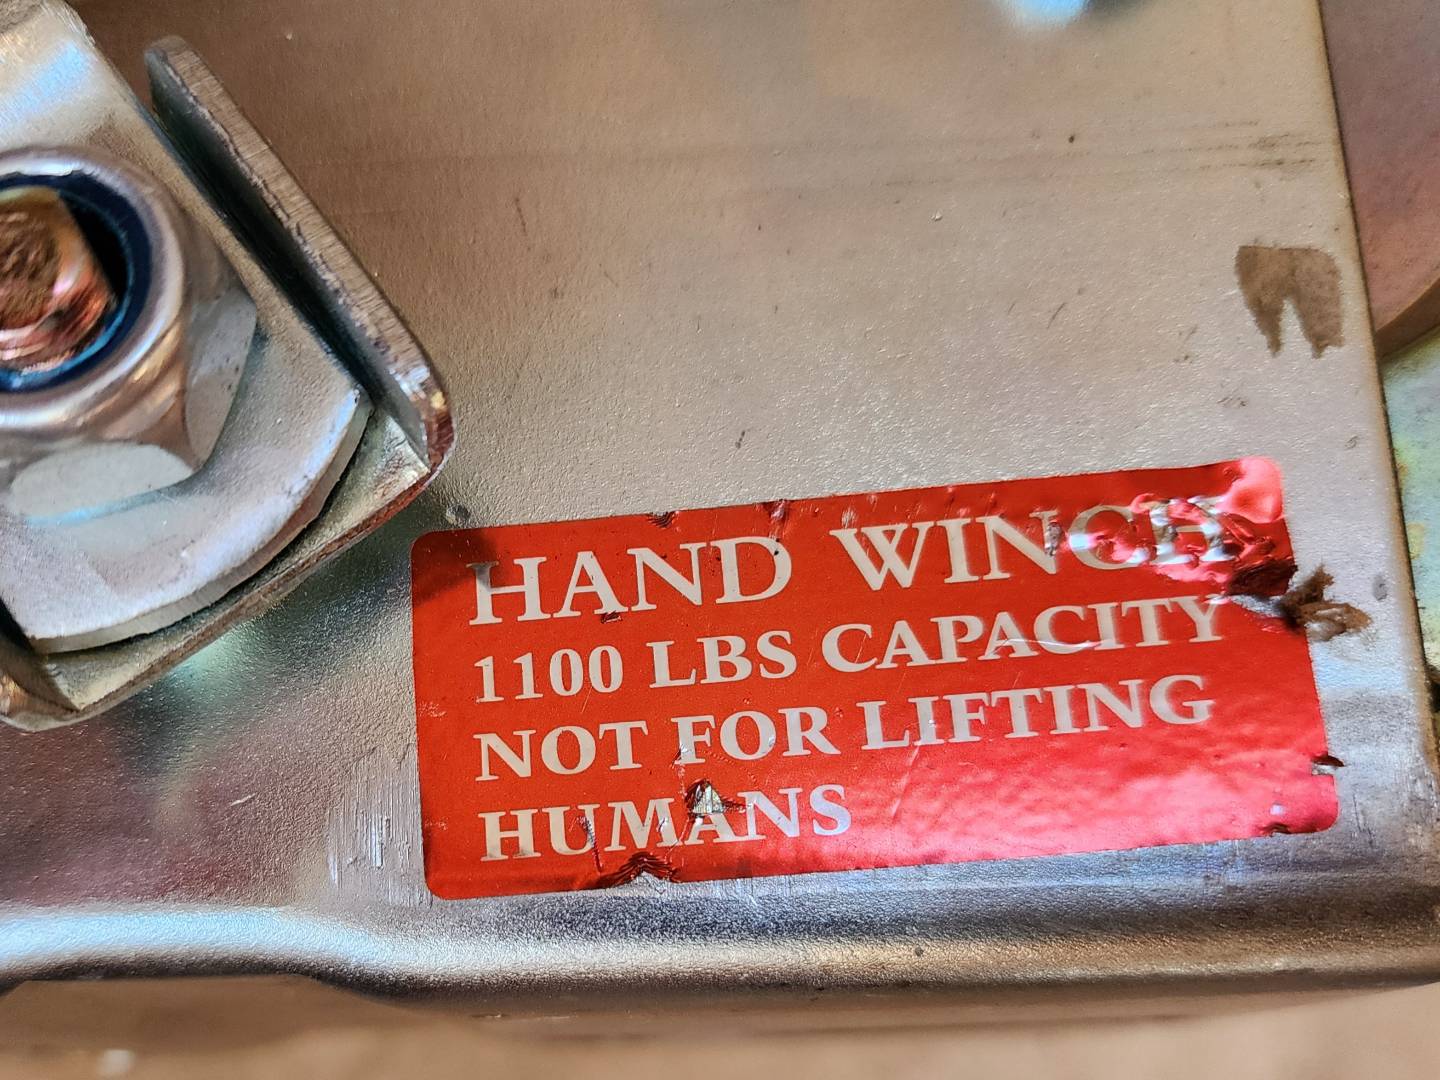 HAND WINCH
1100 LBS CAPACITY
NOT FOR LIFTING
HUMANS